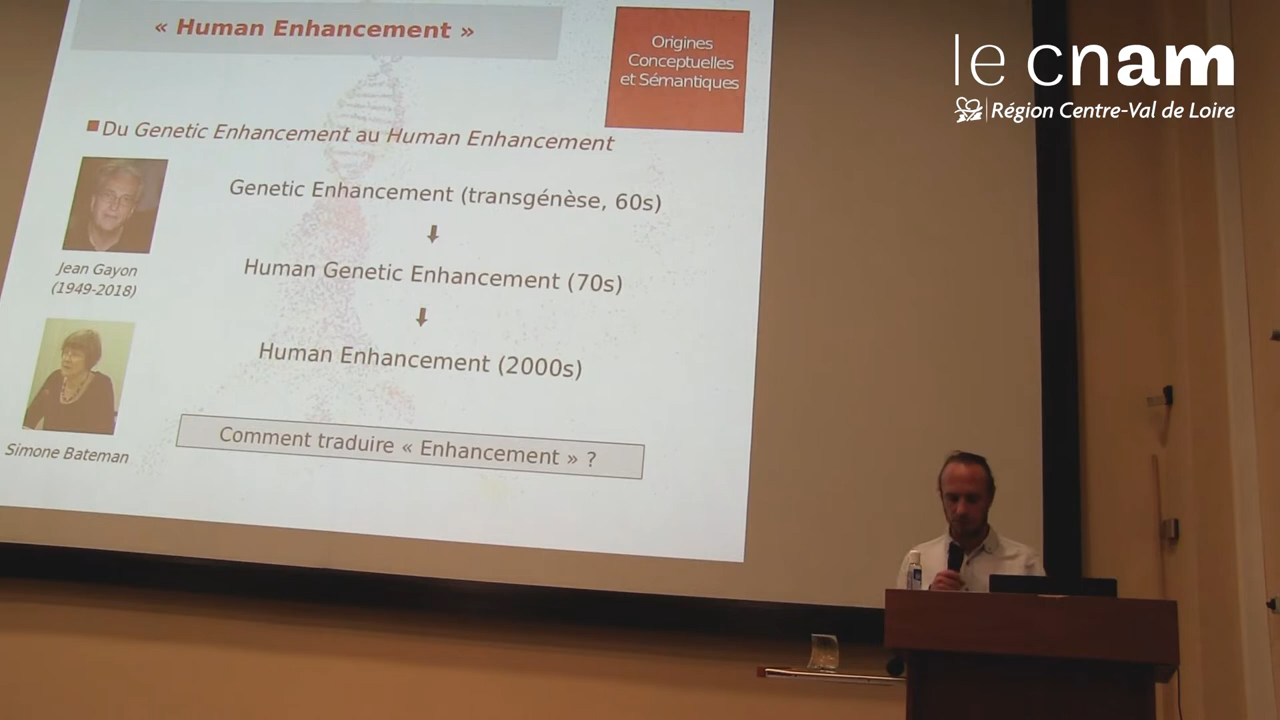 « Human Enhancement »
Origines
Conceptuelles
et Sémantiques
Du Genetic Enhancement au Human Enhancement
Genetic Enhancement (transgénèse, 60s)
Jean Gayon
(1949-2018)
Human Genetic Enhancement (70s)
Human Enhancement (2000s)
Simone Bateman
Comment traduire « Enhancement » ?
le cnam
Région Centre-Val de Loire